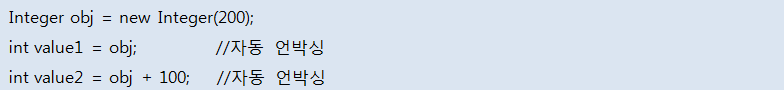 Integer obj = new Integer(200);
int value1 = obj; //자동 언박싱
int value2 = obj + 100; //자동 언박싱